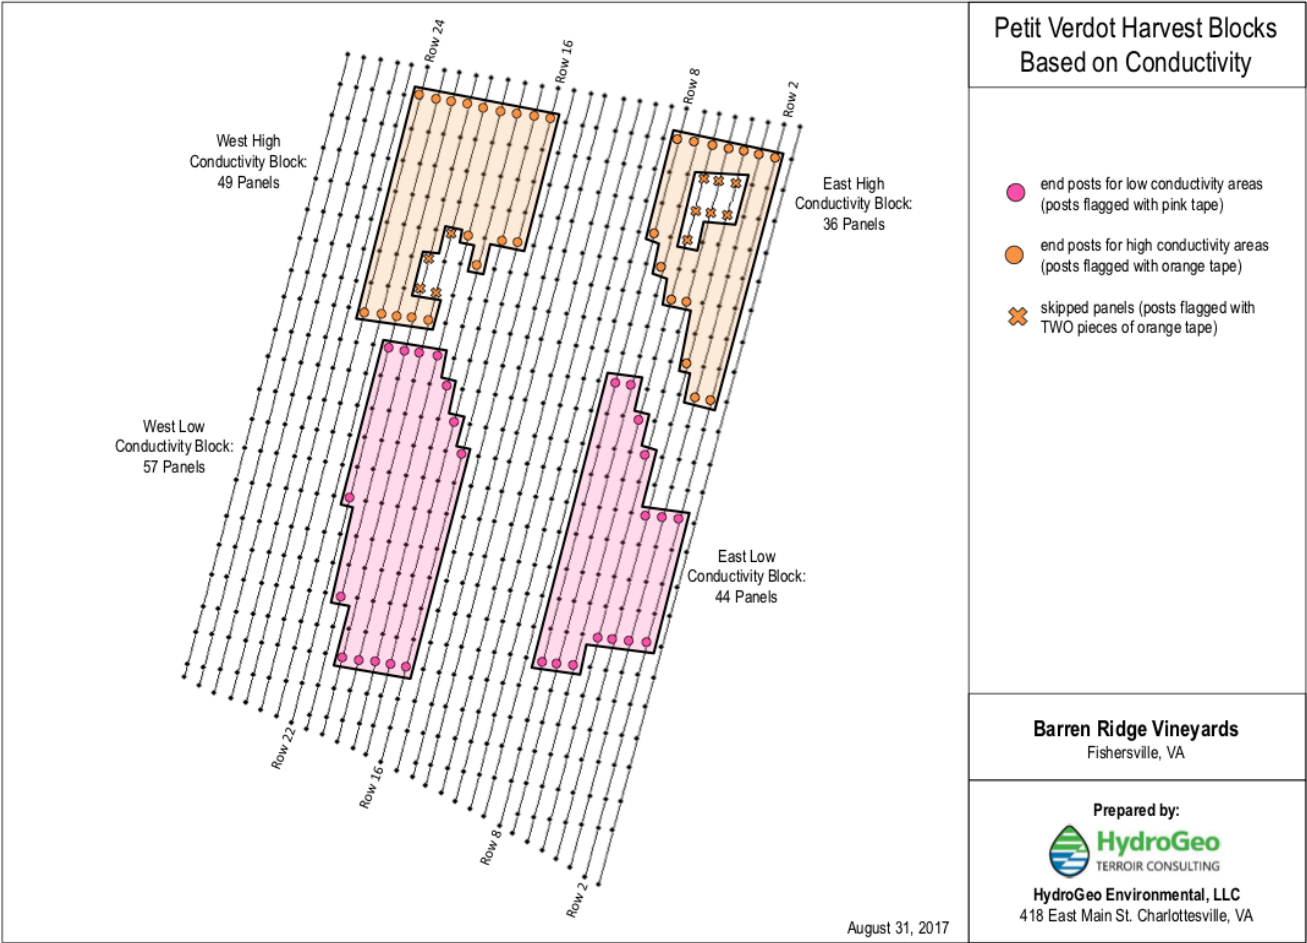 Row 24
Row 16
Row 8
Row 2
West High
Conductivity Block:
49 Panels
East High
Conductivity Block:
36 Panels
West Low
Conductivity Block:
57 Panels
East Low
Conductivity Block:
44 Panels
Row 22
Row 16
Row 8
Row 2
August 31, 2017
Petit Verdot Harvest Blocks
Based on Conductivity
end posts for low conductivity areas
(posts flagged with pink tape)
end posts for high conductivity areas
(posts flagged with orange tape)
skipped panels (posts flagged with
TWO pieces of orange tape)
Barren Ridge Vineyards
Fishersville, VA
Prepared by:
HydroGeo
TERROIR CONSULTING
HydroGeo Environmental, LLC
418 East Main St. Charlottesville, VA